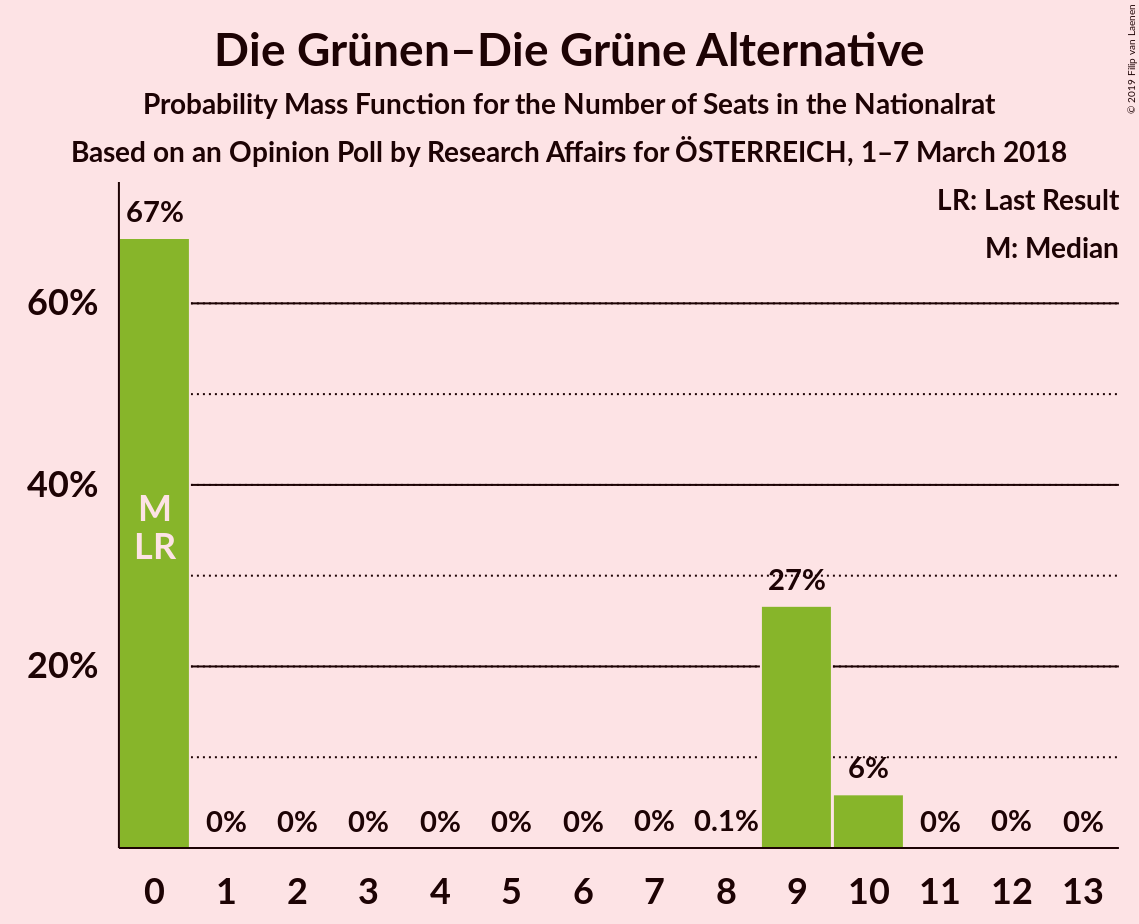 Die Grünen–Die Grüne Alternative
Probability Mass Function for the Number of Seats in the Nationalrat
Based on an Opinion Poll by Research Affairs for ÖSTERREICH, 1–7 March 2018
© 2019 Filip van Laenen
LR: Last Result
M: Median
60%
40%
20%
67%
M
LR
0% 0% 0% 0% 0% 0% 0% 0.1% 27% 6% 0% 0% 0%
0 1 2 3 4 5 6 7 8 9 10 11 12 13